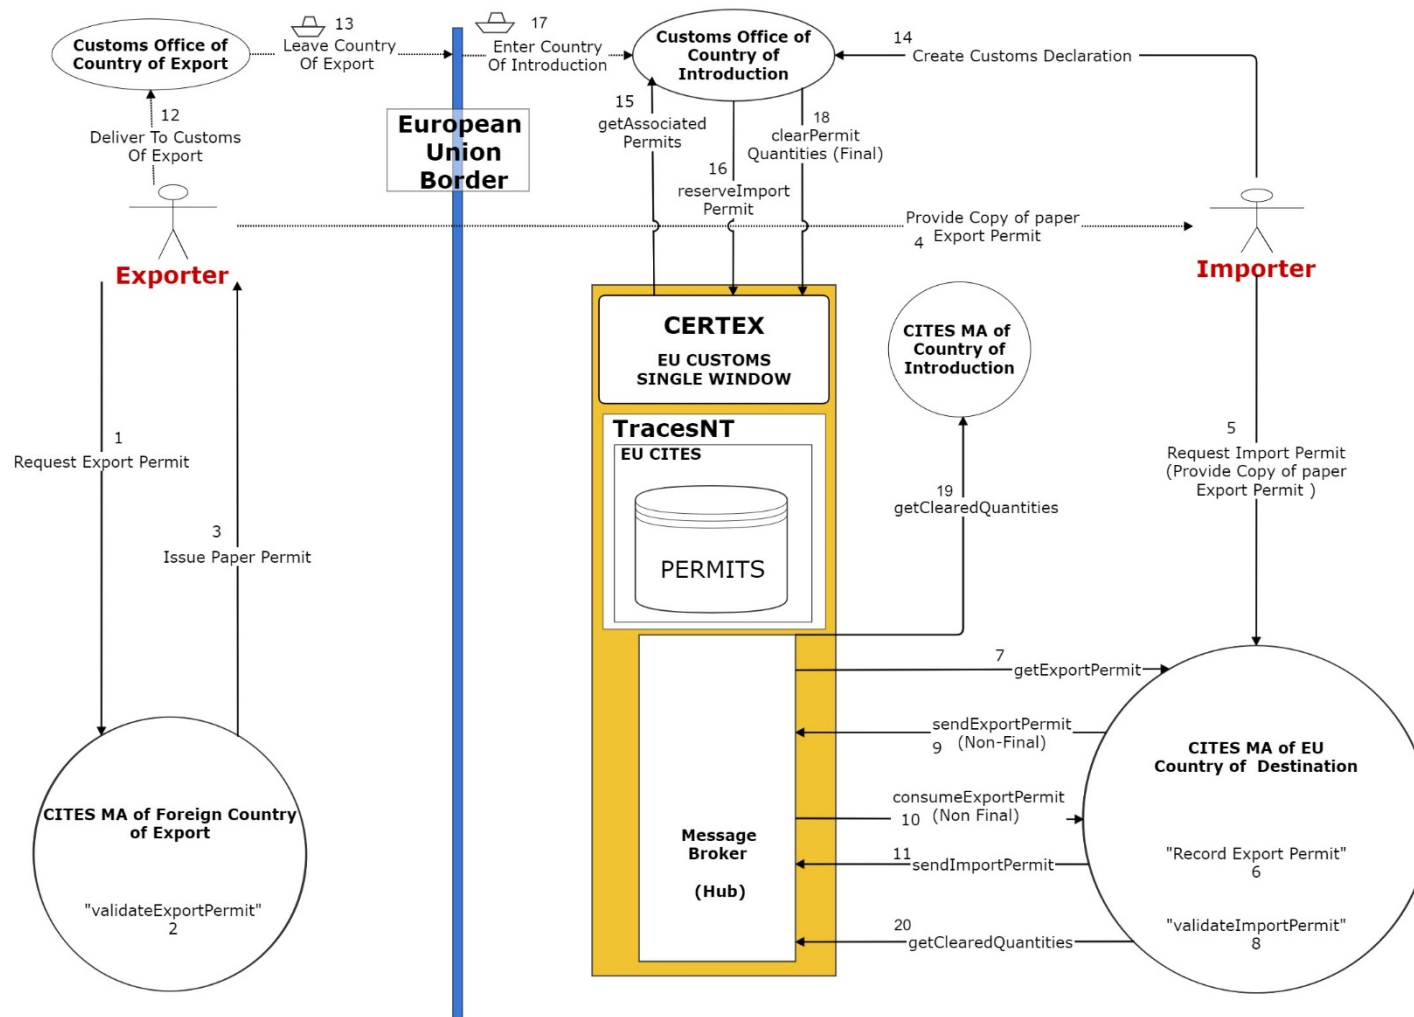 13
17
14
Customs Office of
Country of Export
Leave Country
Of Export
Enter Country
Of Introduction
Customs Office of
Country of
Introduction
Create Customs Declaration
12
Deliver To Customs
Of Export
European
Union
Border
15
getAssociated
Permits
18
clearPermit
Quantities (Final)
16
reserveImport
Permit
Provide Copy of paper
4 Export Permit
Exporter
Importer
CERTEX
EU CUSTOMS
SINGLE WINDOW
CITES MA of
Country of
Introduction
TracesNT
EU CITES
PERMITS
1
Request Export Permit
3
Issue Paper Permit
5
Request Import Permit
(Provide Copy of paper
Export Permit )
19
getClearedQuantities
7
getExportPermit
sendExportPermit
9 (Non-Final)
consumeExportPermit
10 (Non Final)
11
sendImportPermit
20
getClearedQuantities
Message
Broker
(Hub)
CITES MA of Foreign Country
of Export
"validateExportPermit"
2
CITES MA of EU
Country of Destination
"Record Export Permit"
6
"validateImportPermit"
8